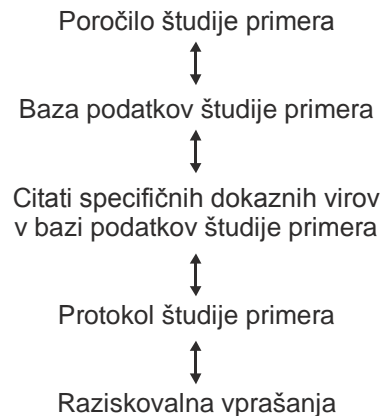 Poročilo študije primera
Baza podatkov študije primera
Citati specifičnih dokaznih virov
v bazi podatkov študije primera
Protokol študije primera
Raziskovalna vprašanja